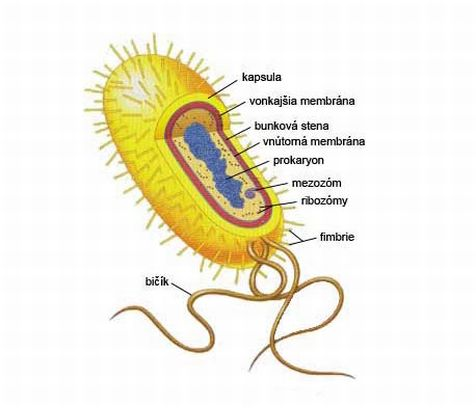 kapsula
vonkajšia membrána
bunková stena
vnútorná membrána
prokaryon
mezozóm
ribozómy
fimbrie
bičík